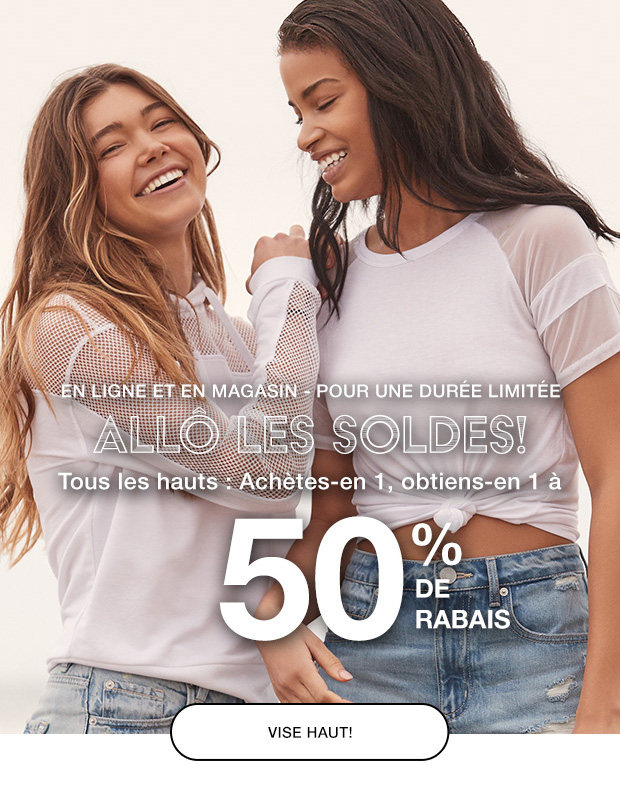 EN LIGNE ET EN MAGASIN - POUR UNE DURÉE LIMITÉE
ALLÔ LES SOLDES!
Tous les hauts : Achètes-en 1, obtiens-en 1 à
50%
DE
RABAIS
VISE HAUT!